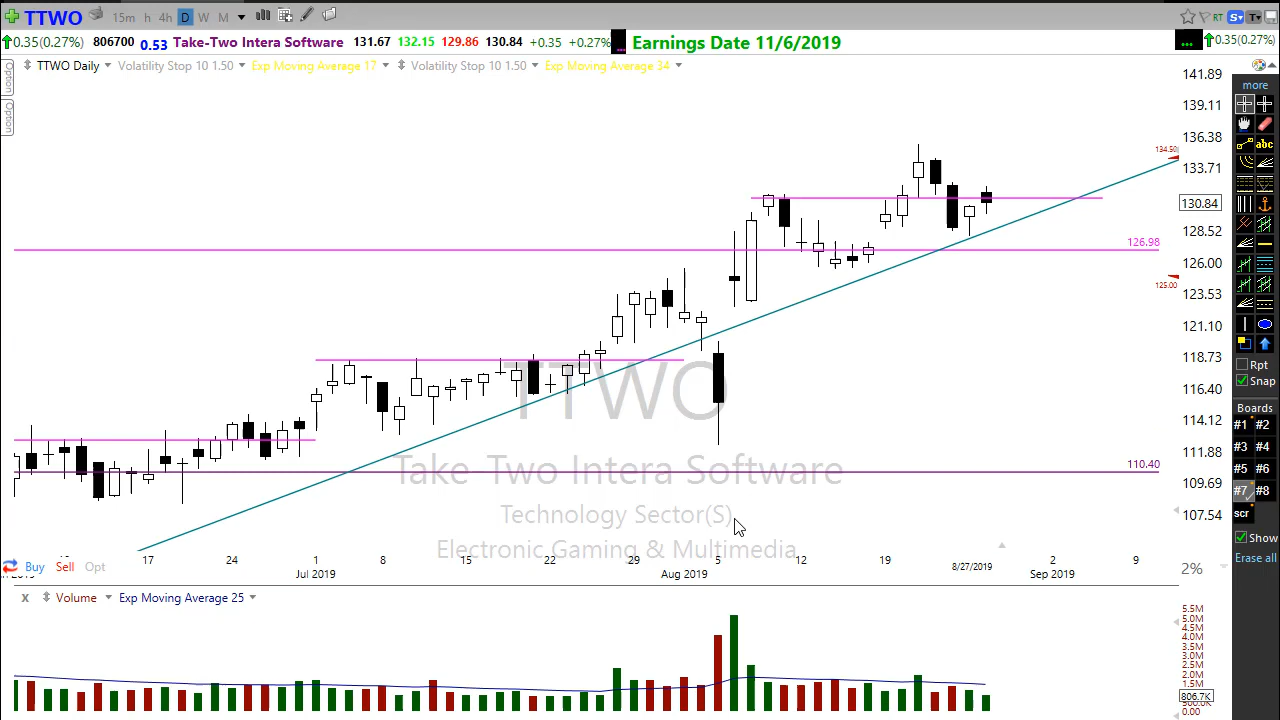 TTWO 15m h 4h D W M RT S T
0.35(0.27%) 806700 0.53 Take-Two Intera Software 131.67 132.15 129.86 130.84 +0.35 +0.27% ... Earnings Date 11/6/2019 ... 0.35(0.27%)
TTWO Daily Volatility Stop 10 1.50 Exp Moving Average 17 Volatility Stop 10 1.50 Exp Moving Average 34
Option
Option
141.89
139.11
136.38
134.50
133.71
130.84
128.52
126.98
126.00
125.00
123.53
121.10
118.73
116.40
114.12
111.88
110.40
109.69
107.54
TTWO
Take-Two Intera Software
Technology Sector(S)
Electronic Gaming & Multimedia
17 24 1 8 15 22 29 5 12 19 8/27/2019 2 9
Jul 2019 Aug 2019 Sep 2019
Buy Sell Opt
2%
x Volume Exp Moving Average 25
5.5M
5.0M
4.5M
4.0M
3.5M
3.0M
2.5M
2.0M
1.5M
806.7K
0.00
more
abc
Rpt
Snap
Boards
#1 #2
#3 #4
#5 #6
#7 #8
scr
Show
Erase all